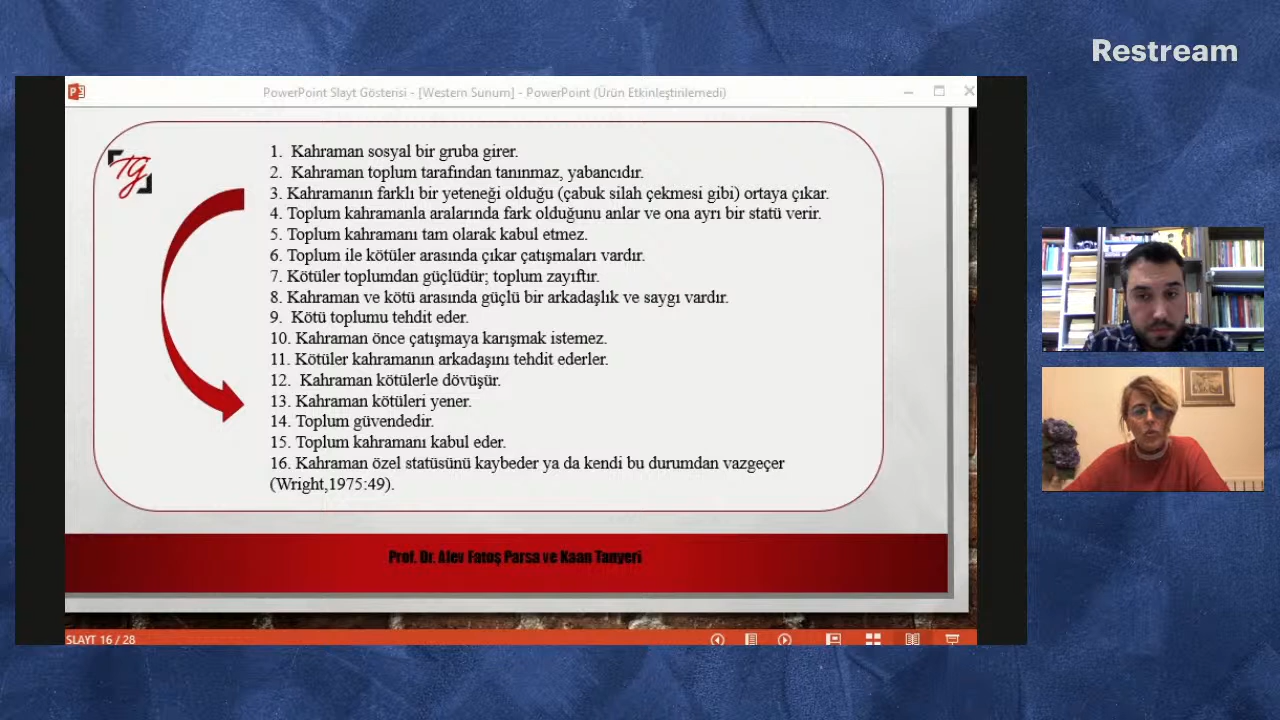 Restream
PowerPoint Slayt Gösterisi - [Western Sunum] - PowerPoint (Ürün Etkinleştirilemedi)
TG
1. Kahraman sosyal bir gruba girer.
2. Kahraman toplum tarafından tanınmaz, yabancıdır.
3. Kahramanın farklı bir yeteneği olduğu (çabuk silah çekmesi gibi) ortaya çıkar.
4. Toplum kahramanla aralarında fark olduğunu anlar ve ona ayrı bir statü verir.
5. Toplum kahramanı tam olarak kabul etmez.
6. Toplum ile kötüler arasında çıkar çatışmaları vardır.
7. Kötüler toplumdan güçlüdür; toplum zayıftır.
8. Kahraman ve kötü arasında güçlü bir arkadaşlık ve saygı vardır.
9. Kötü toplumu tehdit eder.
10. Kahraman önce çatışmaya karışmak istemez.
11. Kötüler kahramanın arkadaşını tehdit ederler.
12. Kahraman kötülerle dövüşür.
13. Kahraman kötüleri yener.
14. Toplum güvendedir.
15. Toplum kahramanı kabul eder.
16. Kahraman özel statüsünü kaybeder ya da kendi bu durumdan vazgeçer
(Wright,1975:49).
Prof. Dr. Alev Fatoş Parsa ve Kaan Tanyeri
SLAYT 16 / 28